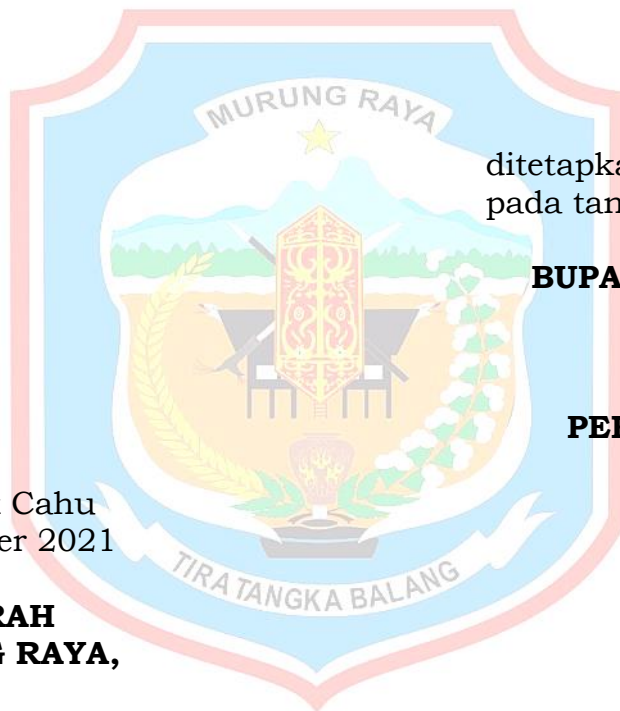 MURUNG RAYA
ditetapka
pada tan
BUPA
PE
Cahu
er 2021
RAH
G RAYA,
TIRA TANGKA BALANG